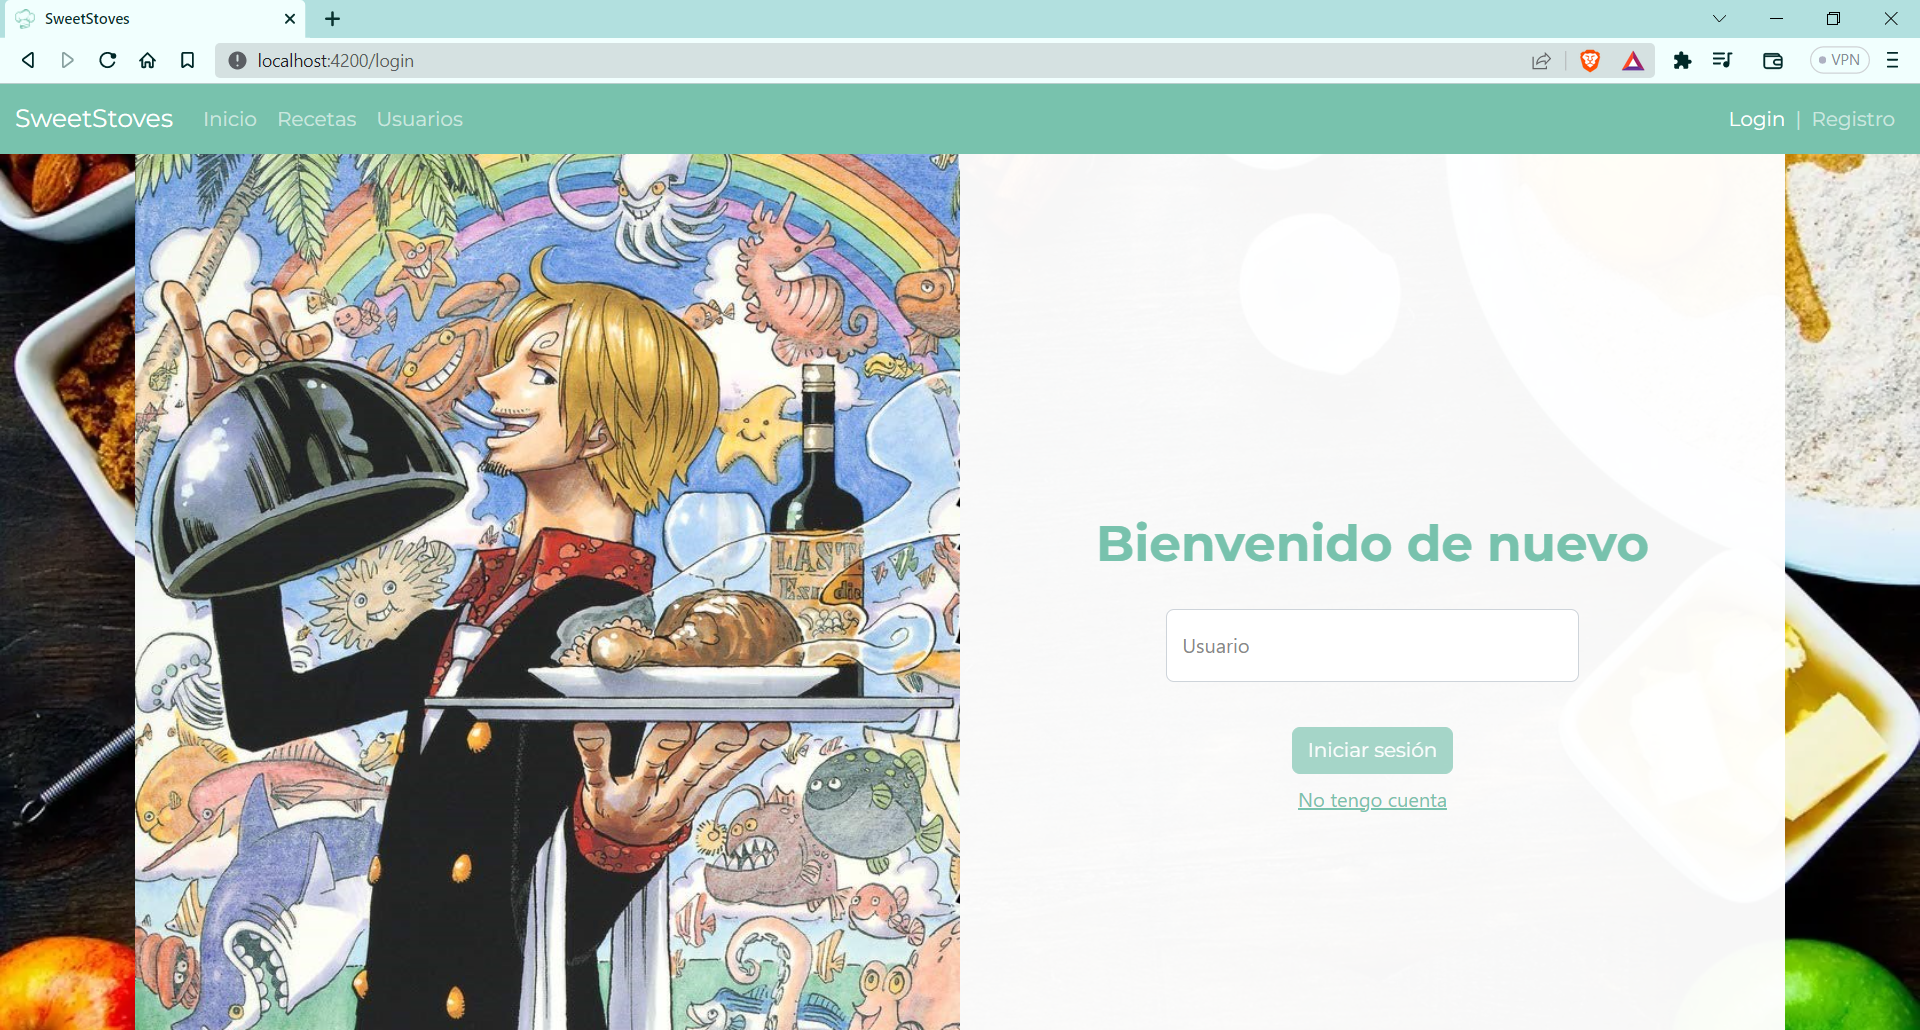 SweetStoves
localhost:4200/login
VPN
SweetStoves Inicio Recetas Usuarios Login | Registro
LAST
Bienvenido de nuevo
Usuario
Iniciar sesión
No tengo cuenta